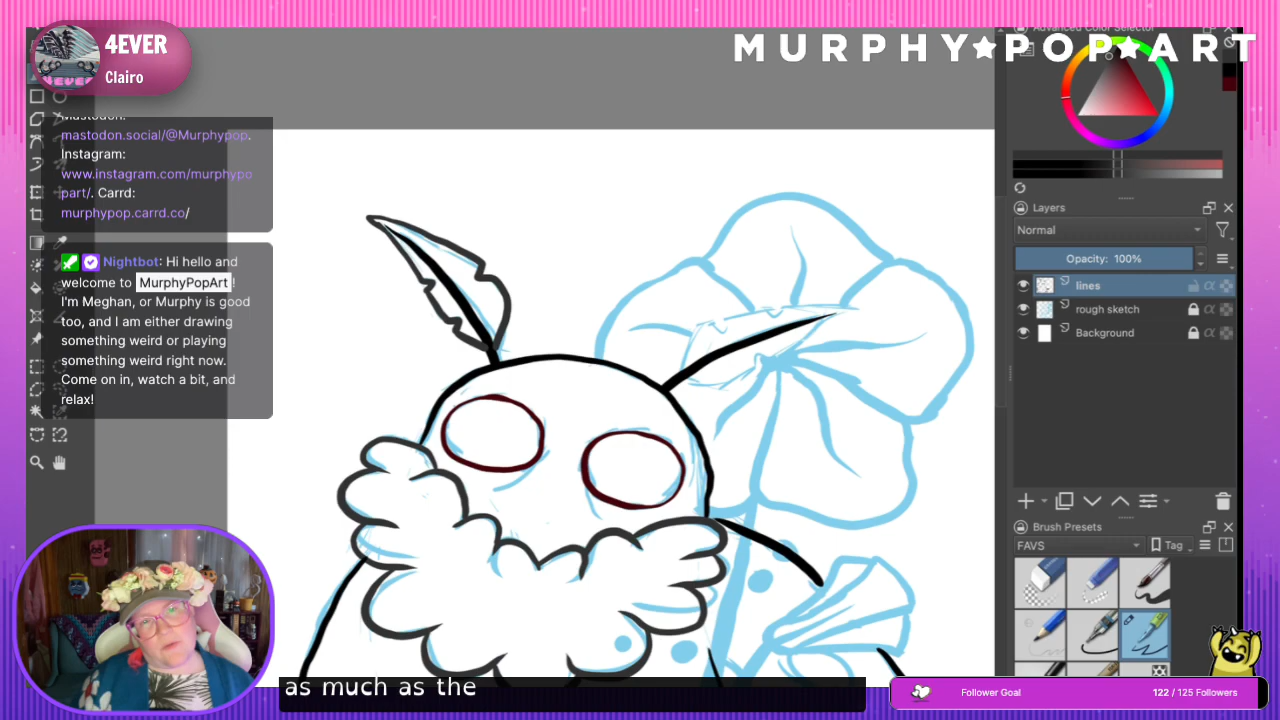 4EVER
Clairo
MURPHY★POP★ART
Advanced Color Selector
Mastodon:
mastodon.social/@Murphypop.
Instagram:
www.instagram.com/murphypo
part/. Carrd:
murphypop.carrd.co/
Nightbot: Hi hello and
welcome to MurphyPopArt !
I'm Meghan, or Murphy is good
too, and I am either drawing
something weird or playing
something weird right now.
Come on in, watch a bit, and
relax!
Layers
Normal
Opacity: 100%
lines
rough sketch
Background
Brush Presets
FAVS
Tag
as much as the
Follower Goal
122 / 125 Followers